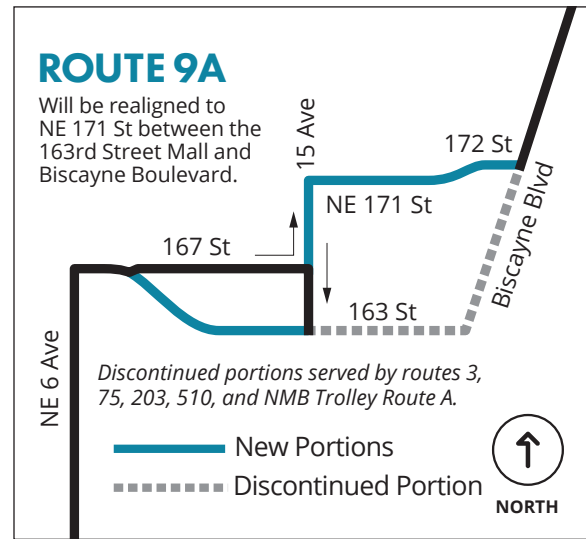 ROUTE 9A
Will be realigned to
NE 171 St between the
163rd Street Mall and
Biscayne Boulevard.
15 Ave
172 St
NE 171 St
Biscayne Blvd
167 St
163 St
NE 6 Ave
Discontinued portions served by routes 3,
75, 203, 510, and NMB Trolley Route A.
New Portions
Discontinued Portion
NORTH